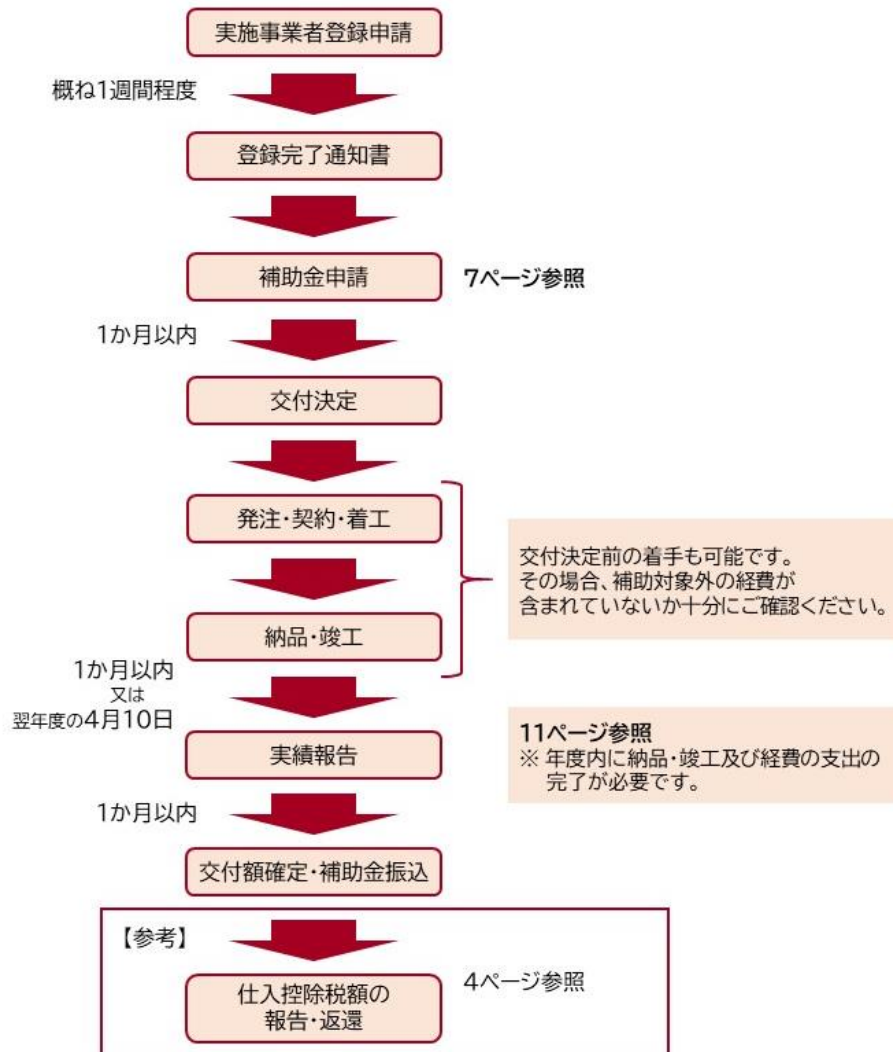 実施事業者登録申請
概ね1週間程度
登録完了通知書
補助金申請
7ページ参照
1か月以内
交付決定
発注・契約・着工
交付決定前の着手も可能です。
その場合、補助対象外の経費が
含まれていないか十分にご確認ください。
納品・竣工
1か月以内
又は
翌年度の4月10日
実績報告
11ページ参照
※ 年度内に納品・竣工及び経費の支出の
完了が必要です。
1か月以内
交付額確定・補助金振込
【参考】
仕入控除税額の
報告・返還
4ページ参照